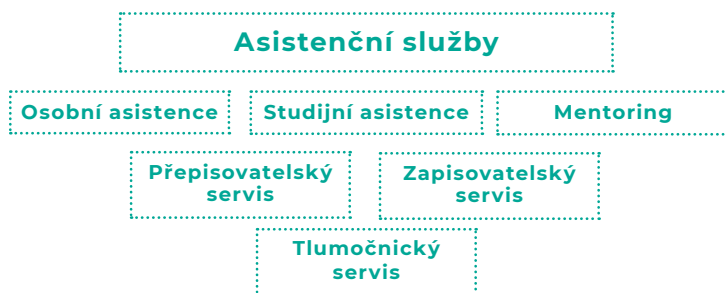 Asistenční služby
Osobní asistence
Studijní asistence
Mentoring
Přepisovatelský
servis
Zapisovatelský
servis
Tlumočnický
servis